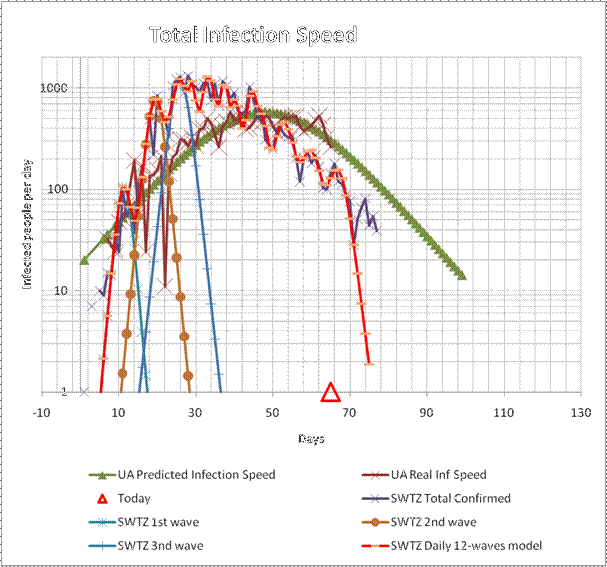 Total Infection Speed
Infected people per day
1000
100
10
1
-10 10 30 50 70 90 110 130
Days
UA Predicted Infection Speed UA Real Inf Speed
Today SWTZ Total Confirmed
SWTZ 1st wave SWTZ 2nd wave
SWTZ 3nd wave SWTZ Daily 12-waves model